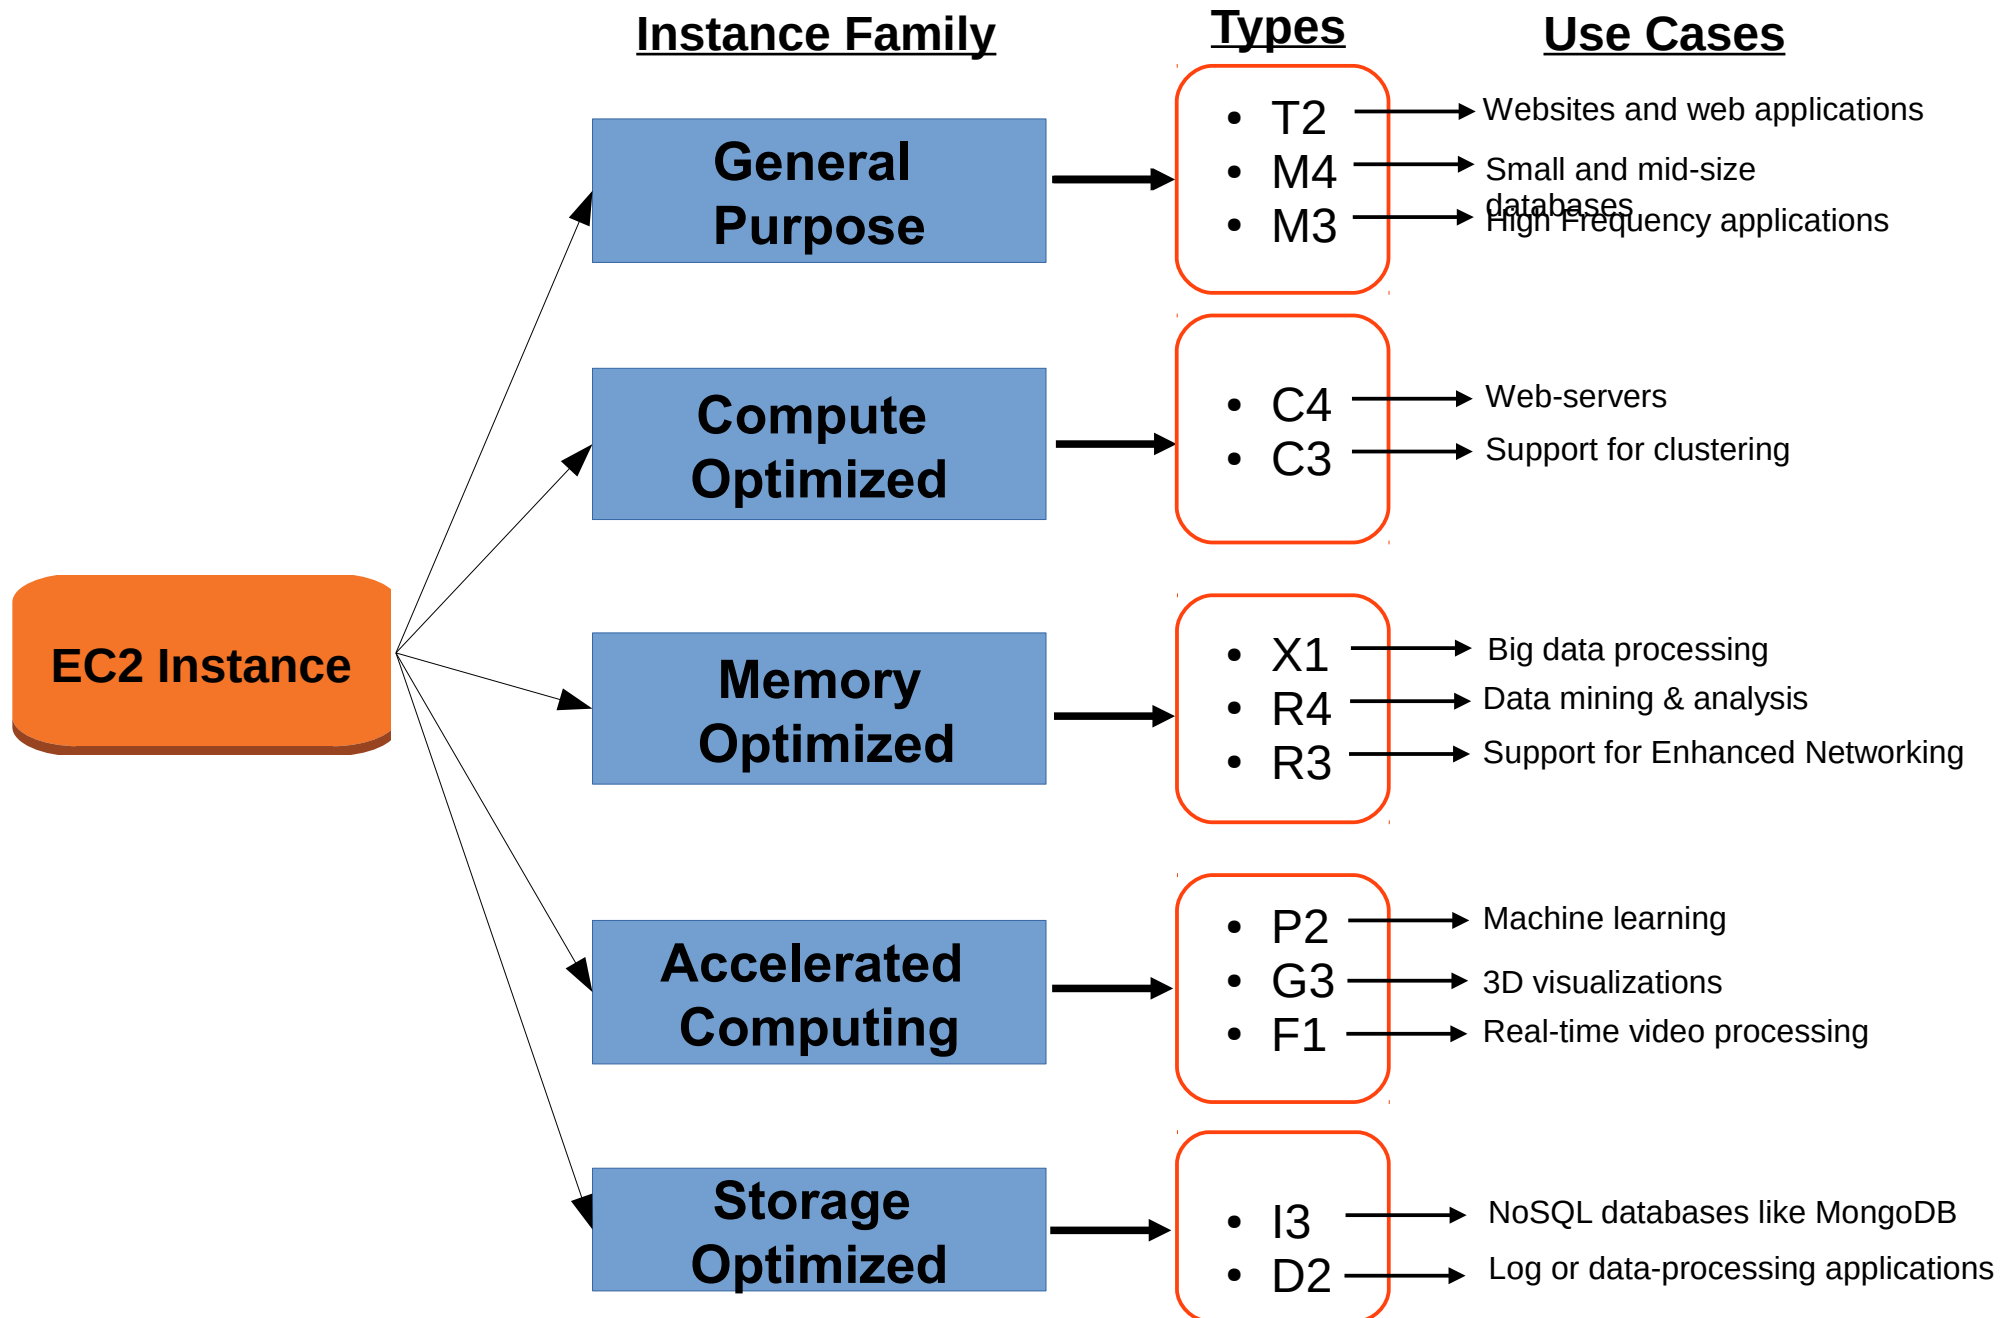 Instance Family
Types
Use Cases
General
Purpose
T2
Websites and web applications
M4
Small and mid-size
databases
M3
High Frequency applications
Compute
Optimized
C4
Web-servers
C3
Support for clustering
EC2 Instance
Memory
Optimized
X1
Big data processing
R4
Data mining & analysis
R3
Support for Enhanced Networking
Accelerated
Computing
P2
Machine learning
G3
3D visualizations
F1
Real-time video processing
Storage
Optimized
I3
NoSQL databases like MongoDB
D2
Log or data-processing applications